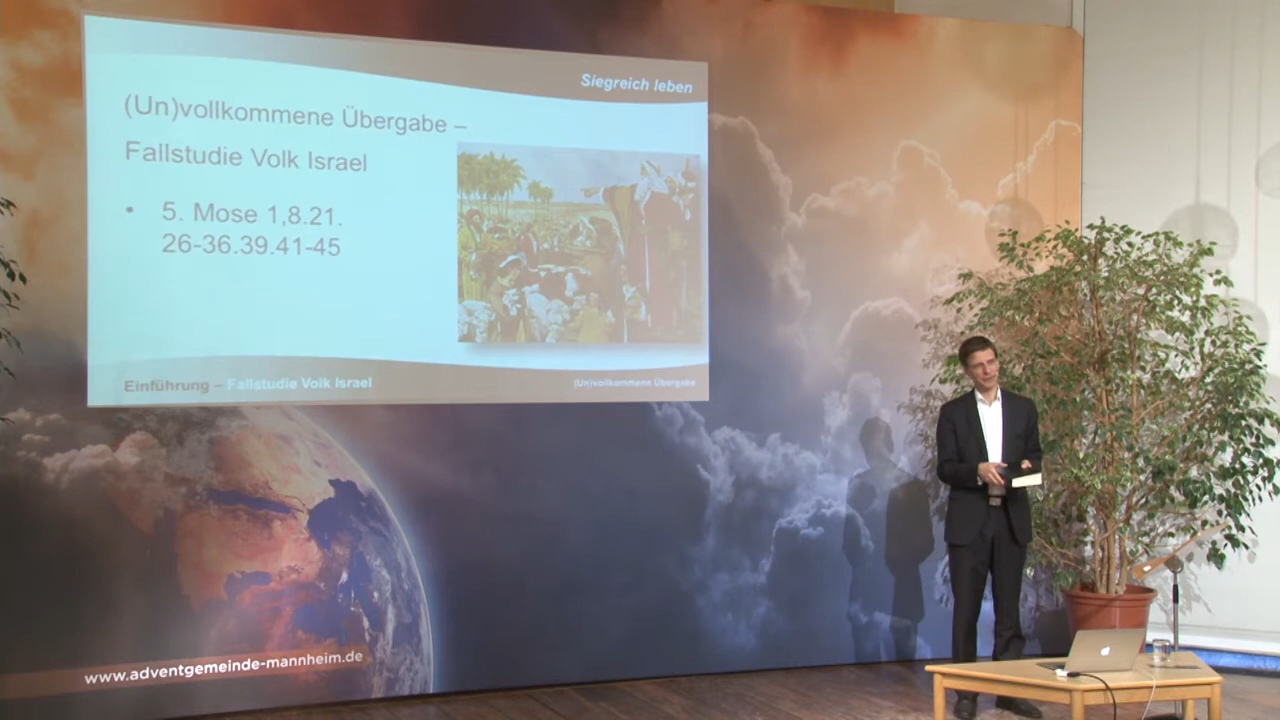 Siegreich leben
(Un)vollkommene Übergabe –
Fallstudie Volk Israel
• 5. Mose 1,8.21.
26-36.39.41-45
Einführung – Fallstudie Volk Israel
(Un)vollkommene Übergabe
www.adventgemeinde-mannheim.de